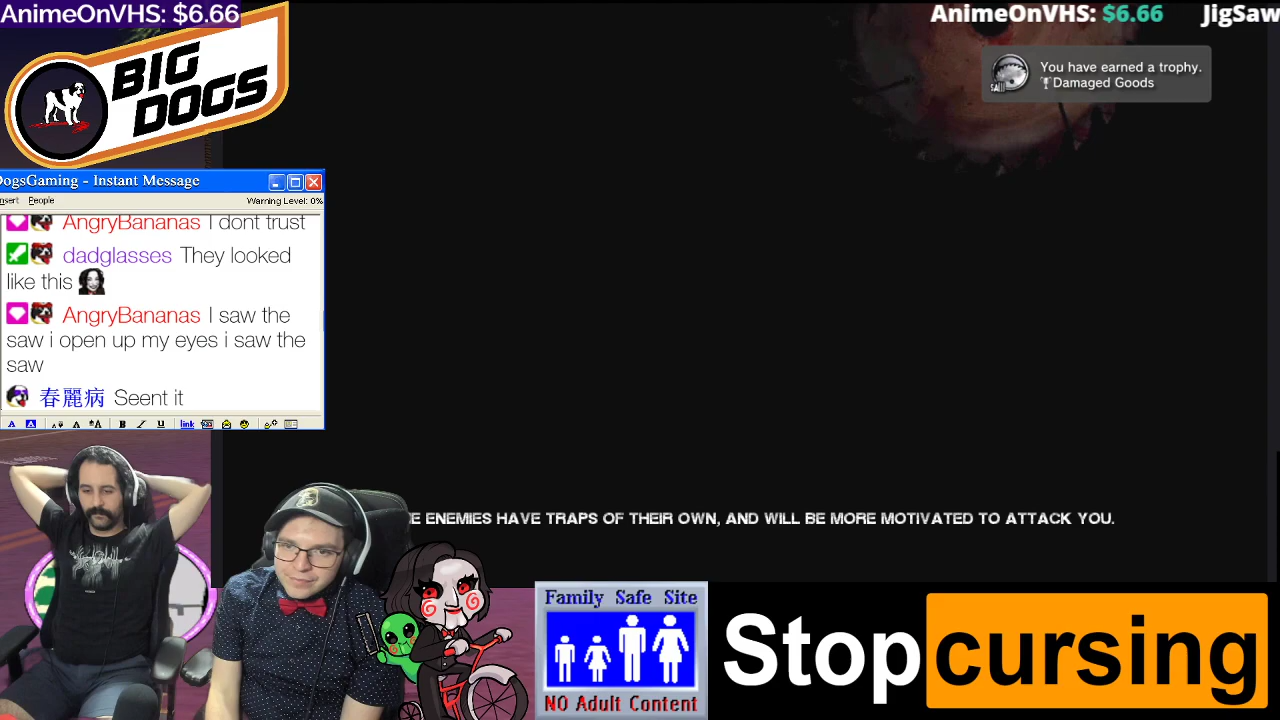 AnimeOnVHS: $6.66
AnimeOnVHS: $6.66 JigSaw
BIG
DOGS
You have earned a trophy.
Damaged Goods
SAW
DogsGaming - Instant Message
nsert People Warning Level: 0%
AngryBananas I dont trust
dadglasses They looked
like this
AngryBananas I saw the
saw i open up my eyes i saw the
saw
春麗病 Seent it
A A A A A B I U link
E ENEMIES HAVE TRAPS OF THEIR OWN, AND WILL BE MORE MOTIVATED TO ATTACK YOU.
Family Safe Site
NO Adult Content
Stop cursing